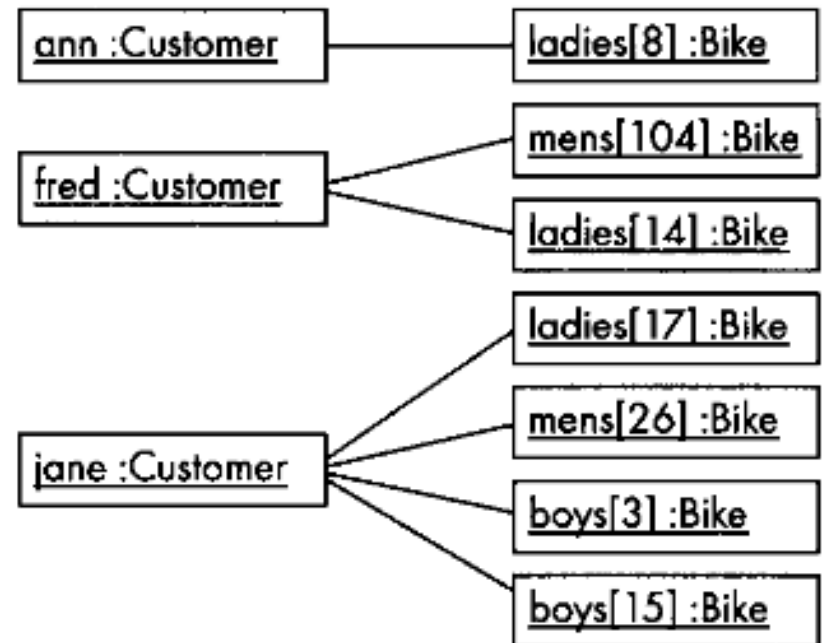 ann :Customer
ladies[8] :Bike
mens[104] :Bike
fred :Customer
ladies[14] :Bike
ladies[17] :Bike
mens[26] :Bike
jane :Customer
boys[3] :Bike
boys[15] :Bike